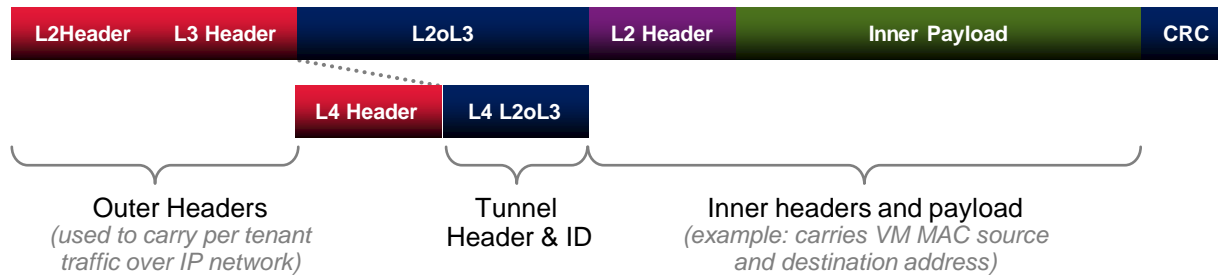 L2Header L3 Header L2oL3 L2 Header Inner Payload CRC
L4 Header L4 L2oL3
Outer Headers
(used to carry per tenant
traffic over IP network)
Tunnel
Header & ID
Inner headers and payload
(example: carries VM MAC source
and destination address)